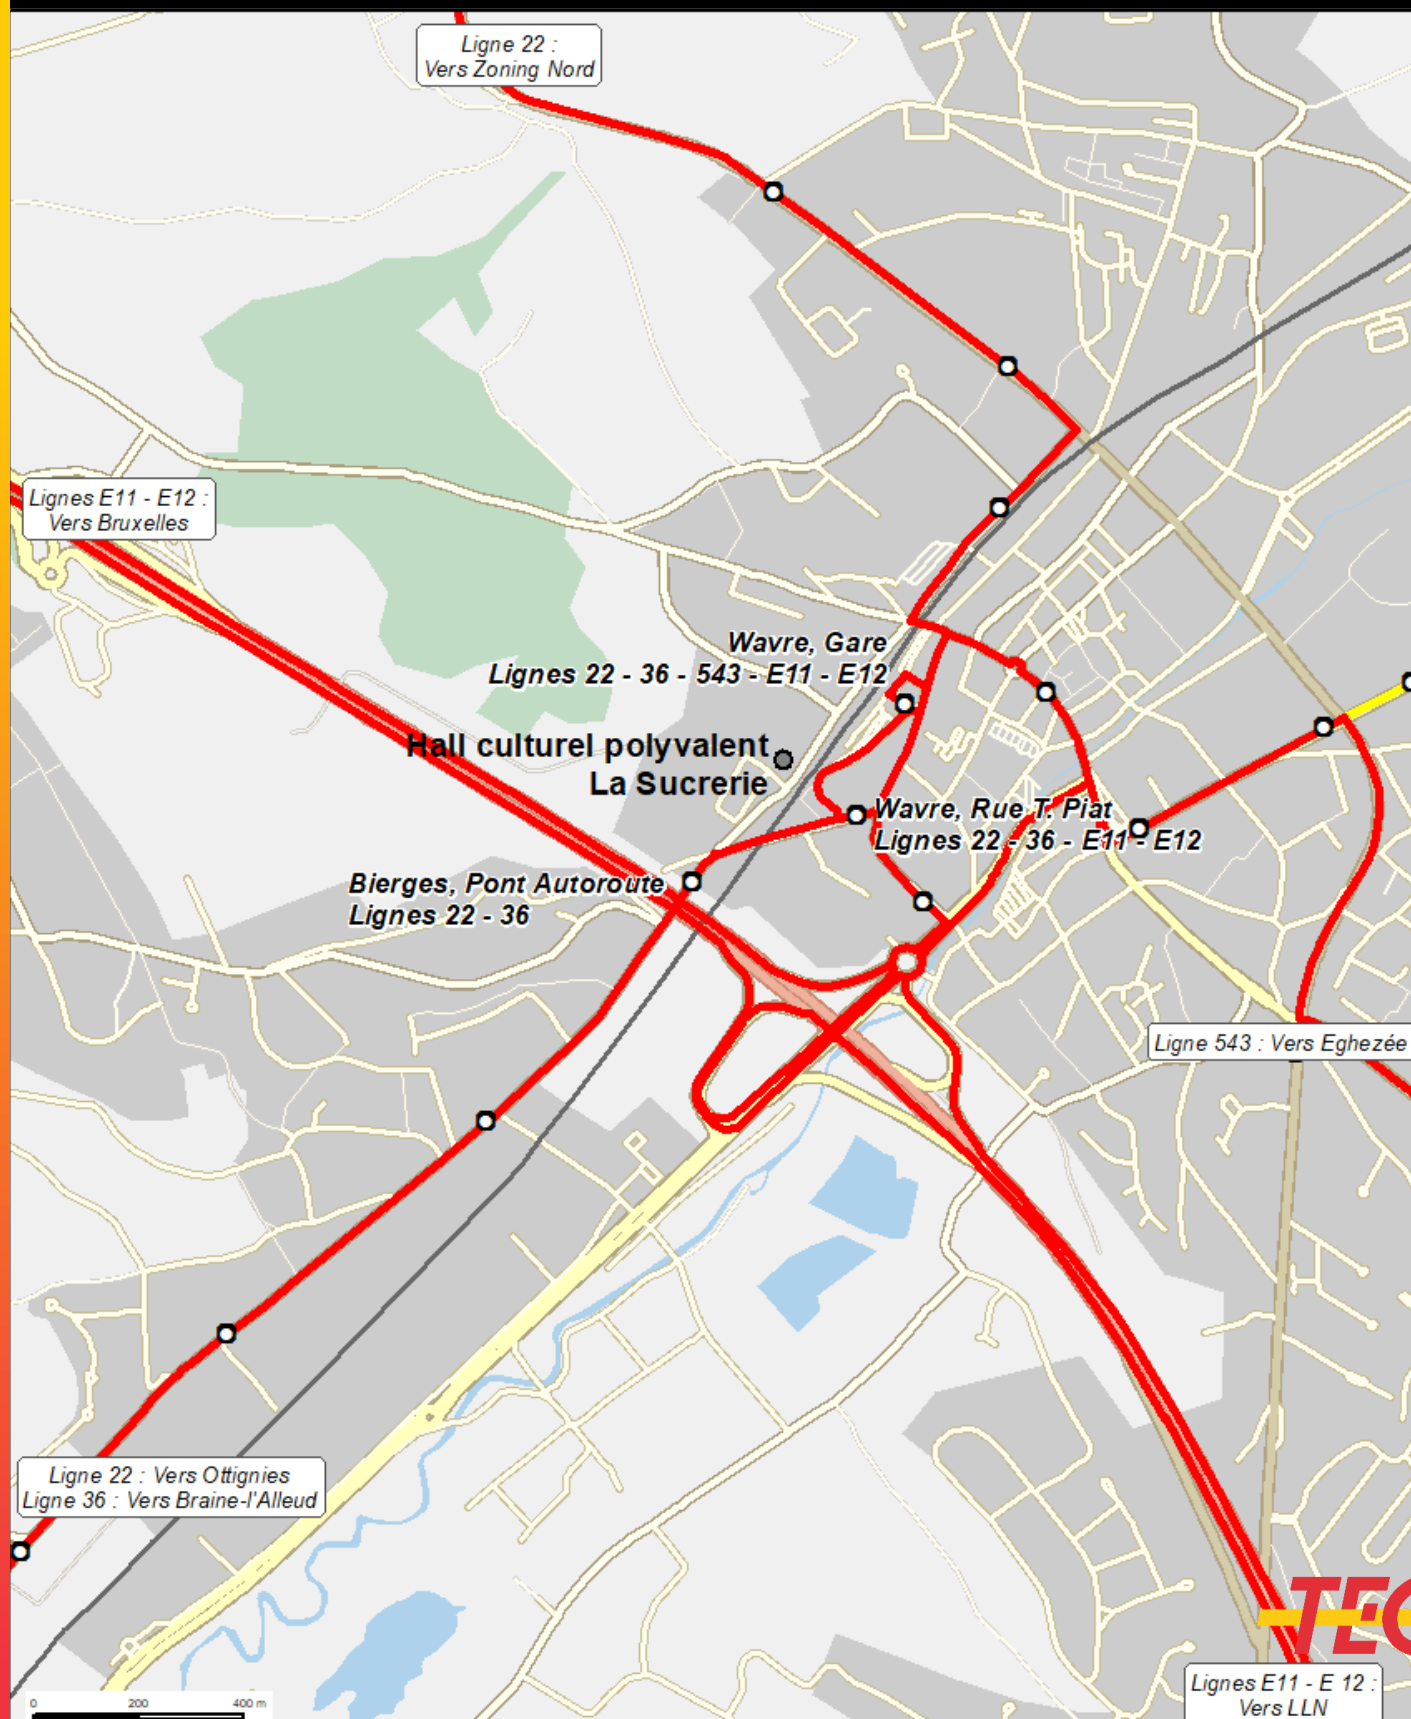 Ligne 22 :
Vers Zoning Nord
Lignes E11 - E12 :
Vers Bruxelles
Wavre, Gare
Lignes 22 - 36 - 543 - E11 - E12
Hall culturel polyvalent
La Sucrerie
Wavre, Rue T. Piat
Lignes 22 - 36 - E11 - E12
Bierges, Pont Autoroute
Lignes 22 - 36
Ligne 543 : Vers Eghezée
Ligne 22 : Vers Ottignies
Ligne 36 : Vers Braine-l'Alleud
TEC
Lignes E11 - E 12 :
Vers LLN
0 200 400 m